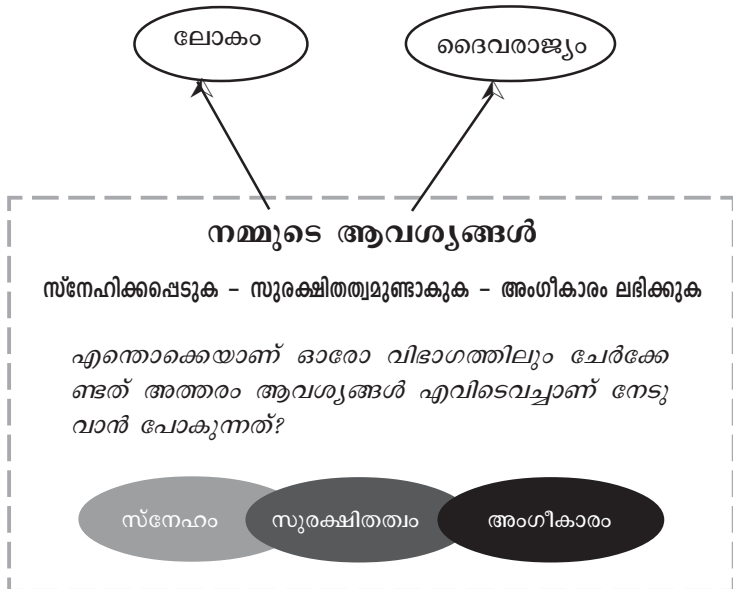 ലോകം
ദൈവരാജ്യം
നമ്മുടെ ആവശ്യങ്ങൾ
സ്നേഹിക്കപ്പെടുക – സുരക്ഷിതത്വമുണ്ടാകുക – അംഗീകാരം ലഭിക്കുക
എന്തൊക്കെയാണ് ഓരോ വിഭാഗത്തിലും ചേർക്കേ
ണ്ടത് അത്തരം ആവശ്യങ്ങൾ എവിടെവച്ചാണ് നേടു
വാൻ പോകുന്നത്?
സ്നേഹം
സുരക്ഷിതത്വം
അംഗീകാരം